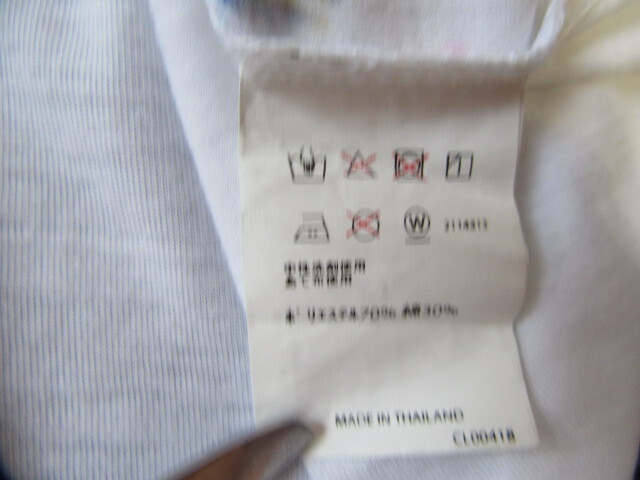 W 2114313
中性洗剤使用
あて布使用
ポリエステル70% 綿30%
MADE IN THAILAND
CL0041B